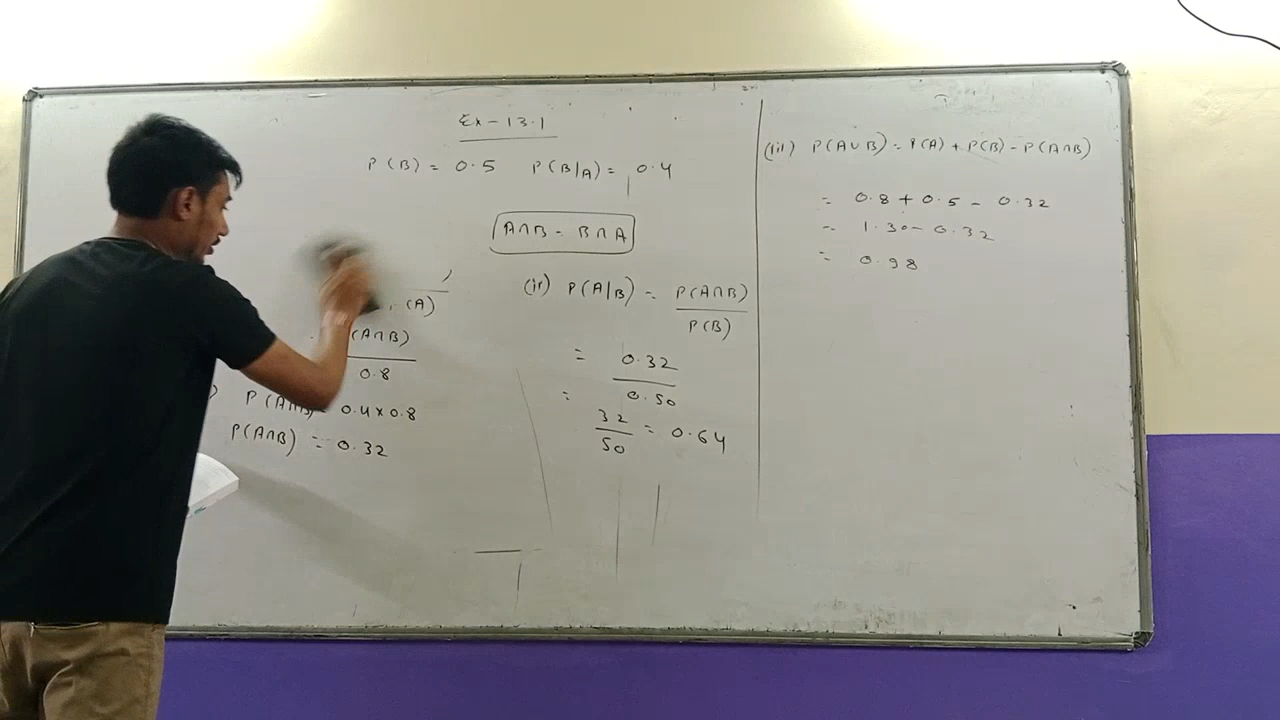 Ex-13.1
P(B) = 0.5 P(B|A) = 0.4
A∩B = B∩A
(A)
(A∩B)
0.8
P(A∩B) = 0.4 x 0.8
P(A∩B) = 0.32
(ii) P(A|B) = P(A∩B)
P(B)
= 0.32
0.50
= 32
50 = 0.64
(iii) P(A∪B) = P(A) + P(B) - P(A∩B)
= 0.8 + 0.5 - 0.32
= 1.30 - 0.32
= 0.98